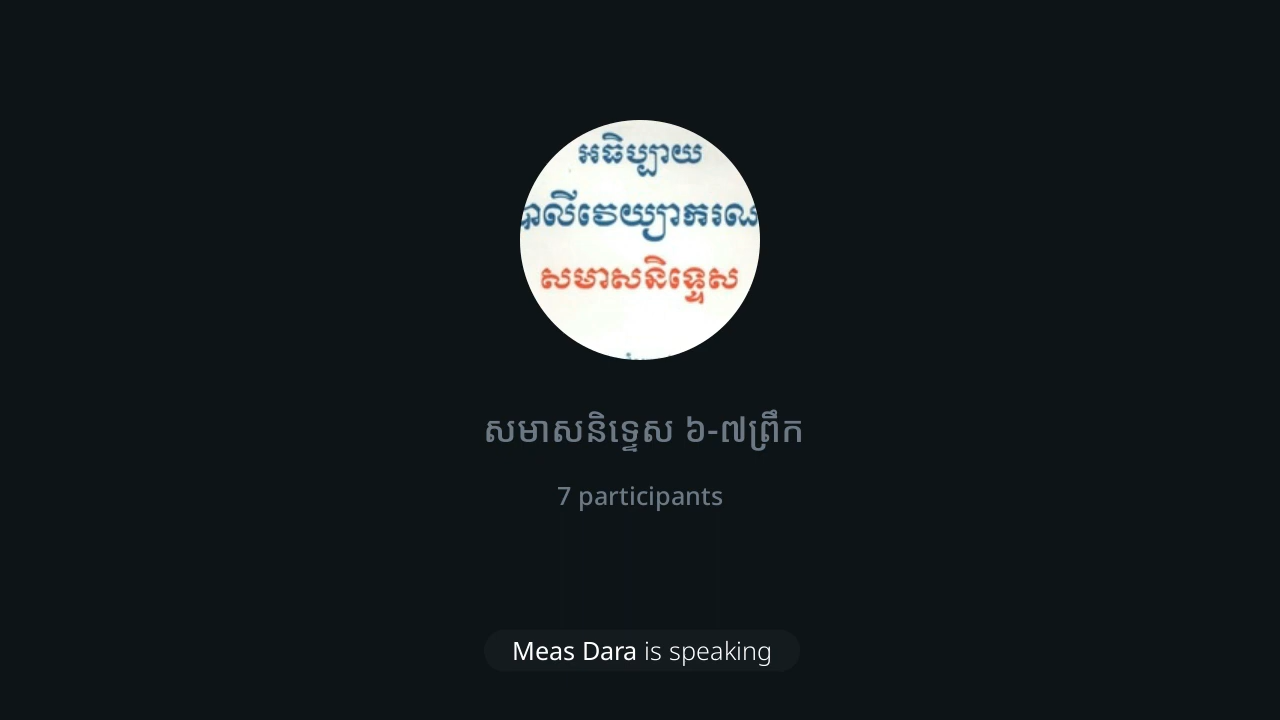 អធិប្បាយ
បាលីវេយ្យាករណ
សមាសនិទ្ទេស
សមាសនិទ្ទេស ៦-៧ព្រឹក
7 participants
Meas Dara is speaking